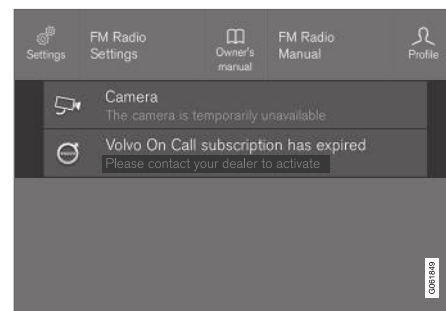 Settings
FM Radio
Settings
Owner's
manual
FM Radio
Manual
Profile
Camera
The camera is temporarily unavailable
Volvo On Call subscription has expired
Please contact your dealer to activate
G061849